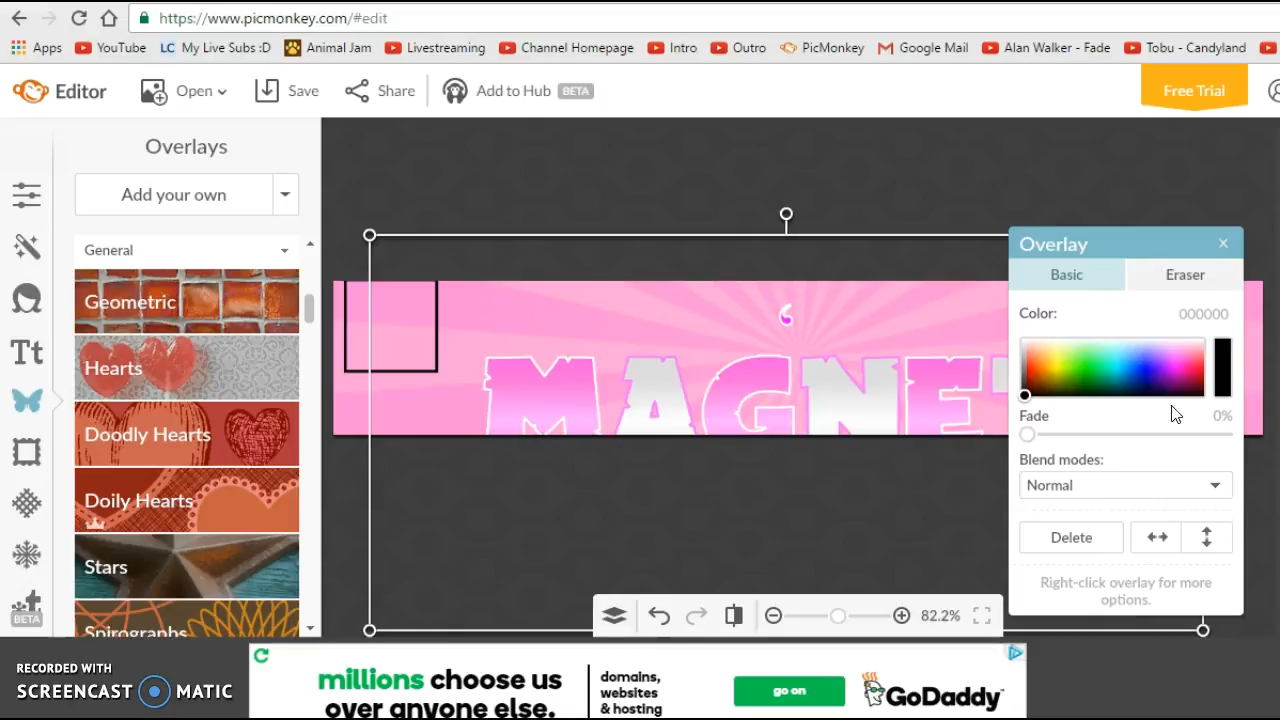 https://www.picmonkey.com/#edit
Apps YouTube LC My Live Subs :D Animal Jam Livestreaming Channel Homepage Intro Outro PicMonkey Google Mail Alan Walker - Fade Tobu - Candyland
Editor Open Save Share Add to Hub BETA Free Trial
Overlays
Add your own
General
Geometric
Hearts
Doodly Hearts
Doily Hearts
Stars
Spirographs
Tt
BETA
MAGNE
Overlay
Basic Eraser
Color: 000000
Fade 0%
Blend modes:
Normal
Delete
Right-click overlay for more
options.
82.2%
RECORDED WITH
SCREENCAST MATIC
millions choose us
over anyone else.
domains,
websites
& hosting
go on
GoDaddy